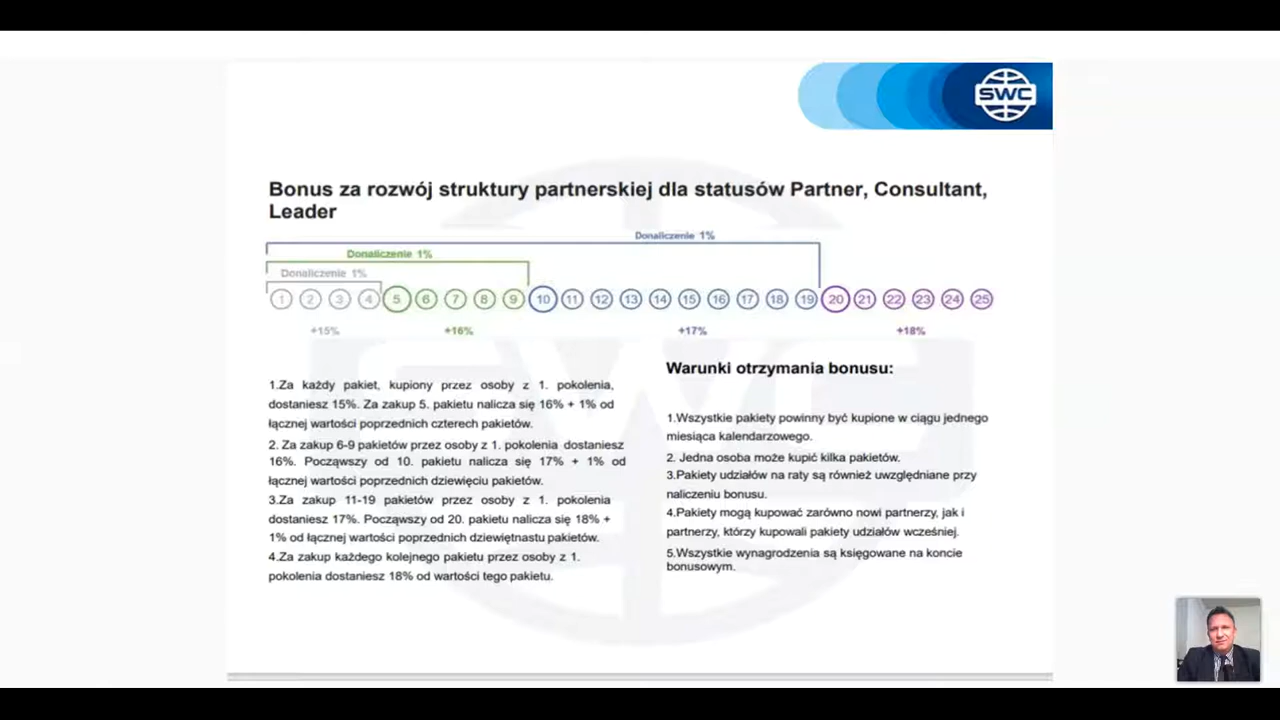 SWC
Bonus za rozwój struktury partnerskiej dla statusów Partner, Consultant,
Leader
Donaliczenie 1%
Donaliczenie 1%
Donaliczenie 1%
1 2 3 4 5 6 7 8 9 10 11 12 13 14 15 16 17 18 19 20 21 22 23 24 25
+15% +16% +17% +18%
1.Za każdy pakiet, kupiony przez osoby z 1. pokolenia,
dostaniesz 15%. Za zakup 5. pakietu nalicza się 16% + 1% od
łącznej wartości poprzednich czterech pakietów.
2. Za zakup 6-9 pakietów przez osoby z 1. pokolenia dostaniesz
16%. Począwszy od 10. pakietu nalicza się 17% + 1% od
łącznej wartości poprzednich dziewięciu pakietów.
3.Za zakup 11-19 pakietów przez osoby z 1. pokolenia
dostaniesz 17%. Począwszy od 20. pakietu nalicza się 18% +
1% od łącznej wartości poprzednich dziewiętnastu pakietów.
4.Za zakup każdego kolejnego pakietu przez osoby z 1.
pokolenia dostaniesz 18% od wartości tego pakietu.
Warunki otrzymania bonusu:
1.Wszystkie pakiety powinny być kupione w ciągu jednego
miesiąca kalendarzowego.
2. Jedna osoba może kupić kilka pakietów.
3.Pakiety udziałów na raty są również uwzględniane przy
naliczeniu bonusu.
4.Pakiety mogą kupować zarówno nowi partnerzy, jak i
partnerzy, którzy kupowali pakiety udziałów wcześniej.
5.Wszystkie wynagrodzenia są księgowane na koncie
bonusowym.